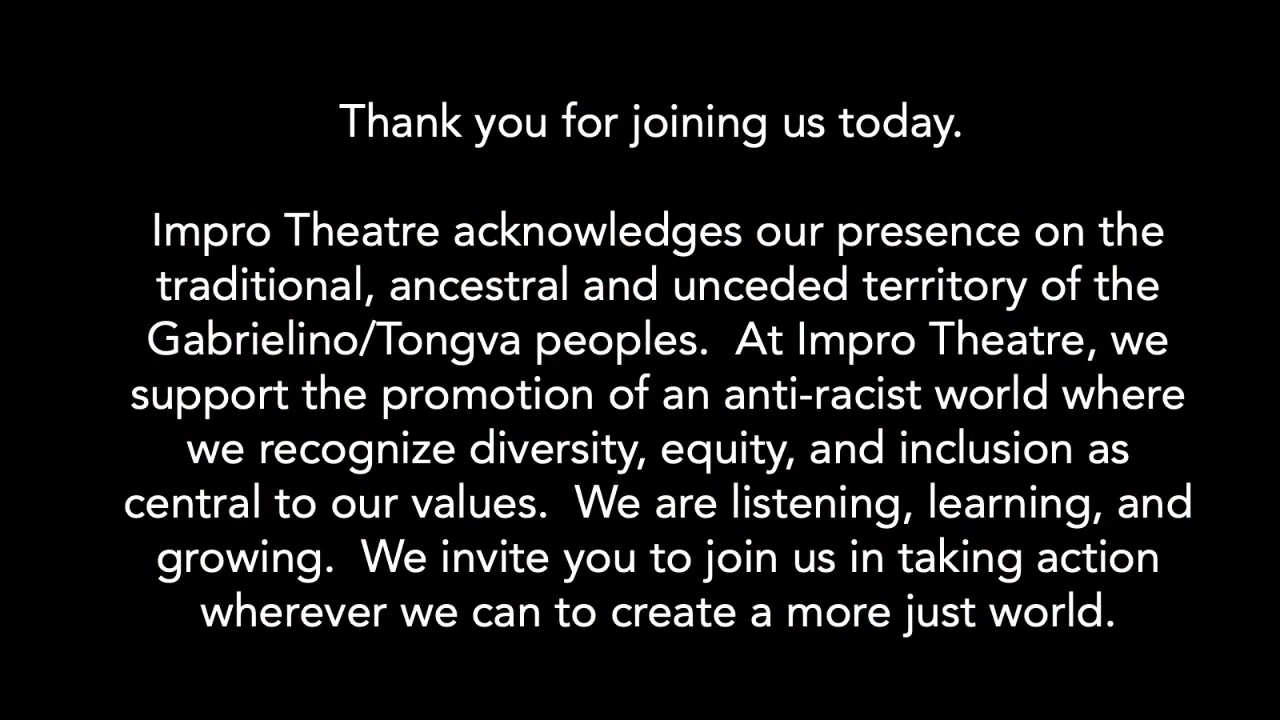 Thank you for joining us today.
Impro Theatre acknowledges our presence on the
traditional, ancestral and unceded territory of the
Gabrielino/Tongva peoples.  At Impro Theatre, we
support the promotion of an anti-racist world where
we recognize diversity, equity, and inclusion as
central to our values.  We are listening, learning, and
growing.  We invite you to join us in taking action
wherever we can to create a more just world.